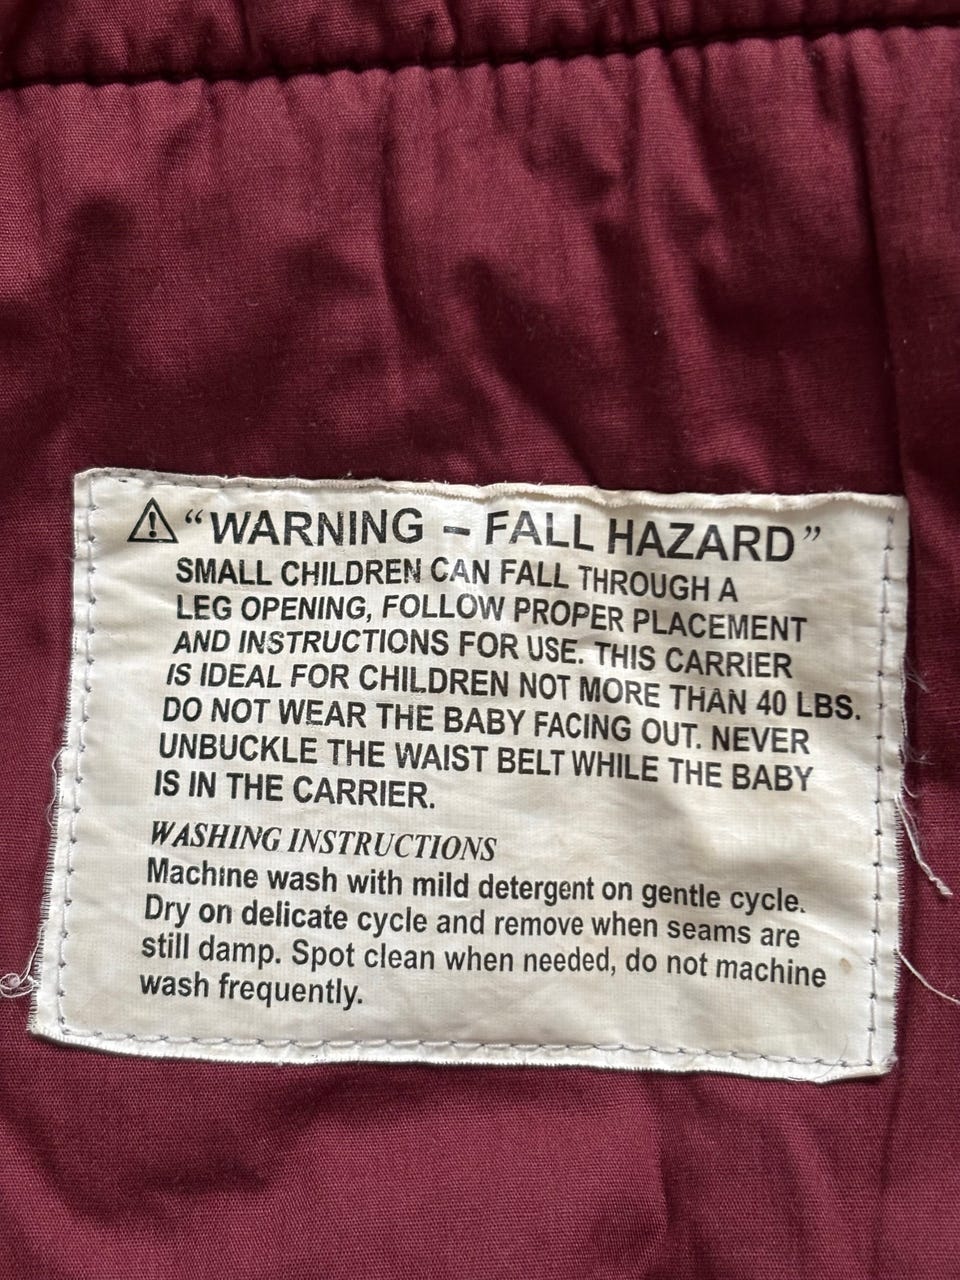 ⚠ “WARNING – FALL HAZARD”
SMALL CHILDREN CAN FALL THROUGH A
LEG OPENING, FOLLOW PROPER PLACEMENT
AND INSTRUCTIONS FOR USE. THIS CARRIER
IS IDEAL FOR CHILDREN NOT MORE THAN 40 LBS.
DO NOT WEAR THE BABY FACING OUT. NEVER
UNBUCKLE THE WAIST BELT WHILE THE BABY
IS IN THE CARRIER.
WASHING INSTRUCTIONS
Machine wash with mild detergent on gentle cycle.
Dry on delicate cycle and remove when seams are
still damp. Spot clean when needed, do not machine
wash frequently.